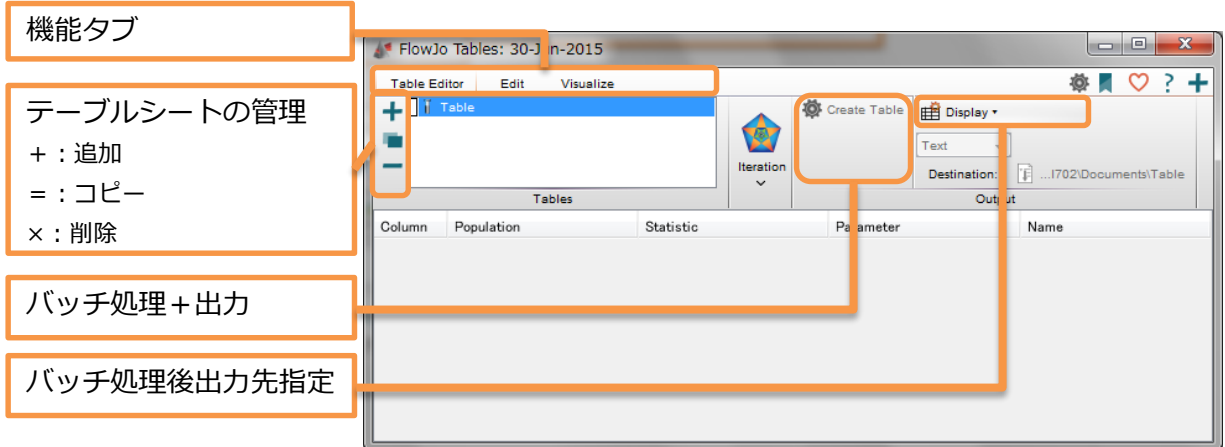 機能タブ
テーブルシートの管理
+：追加
=：コピー
×：削除
バッチ処理＋出力
バッチ処理後出力先指定
FlowJo Tables: 30-Jun-2015
Table Editor Edit Visualize
Table
Tables
Iteration
Create Table
Display
Text
Destination: ...I702\Documents\Table
Output
Column Population Statistic Parameter Name